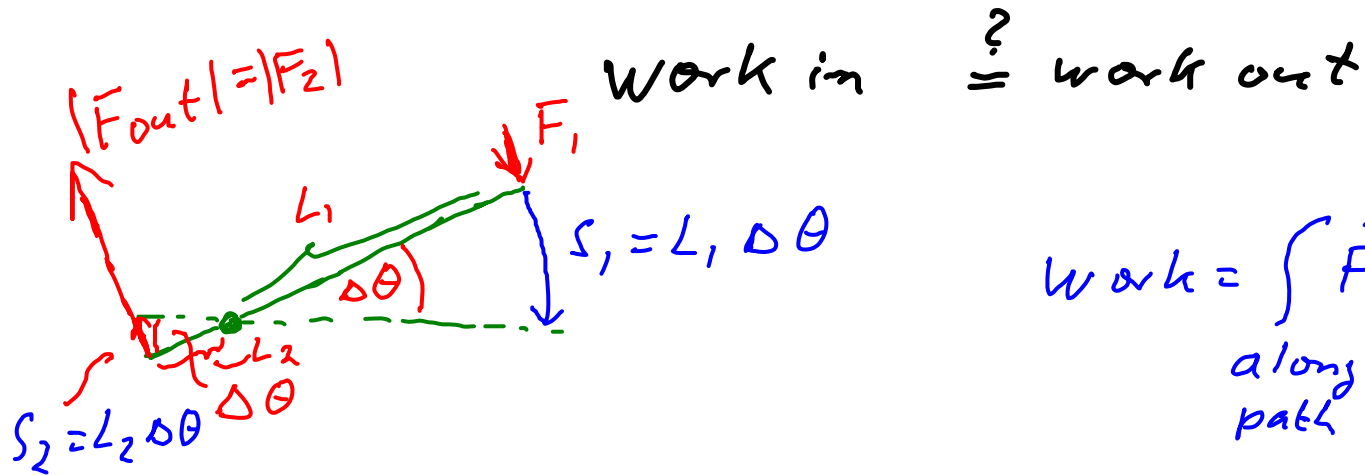 work in ?= work out
|Fout| = |F₂|
F₁
L₁
S₁ = L₁ Δθ
Δθ
work = ∫ F
along
path
L₂
Δθ
S₂ = L₂ Δθ